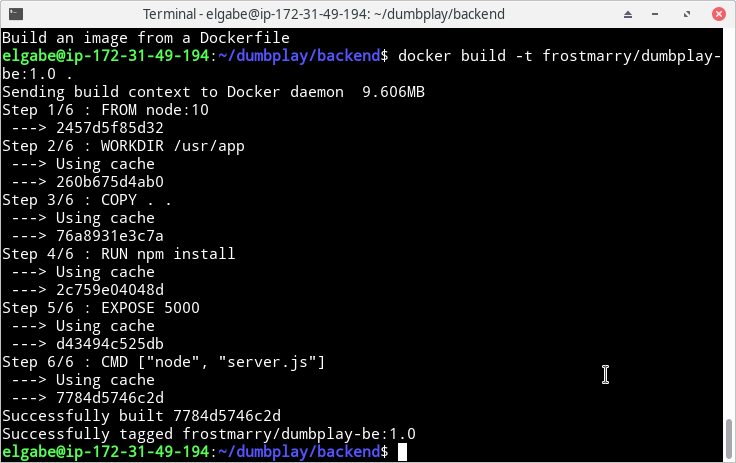 Terminal - elgabe@ip-172-31-49-194: ~/dumbplay/backend
Build an image from a Dockerfile
elgabe@ip-172-31-49-194:~/dumbplay/backend$ docker build -t frostmarry/dumbplay-
be:1.0 .
Sending build context to Docker daemon  9.606MB
Step 1/6 : FROM node:10
 ---> 2457d5f85d32
Step 2/6 : WORKDIR /usr/app
 ---> Using cache
 ---> 260b675d4ab0
Step 3/6 : COPY . .
 ---> Using cache
 ---> 76a8931e3c7a
Step 4/6 : RUN npm install
 ---> Using cache
 ---> 2c759e04048d
Step 5/6 : EXPOSE 5000
 ---> Using cache
 ---> d43494c525db
Step 6/6 : CMD ["node", "server.js"]
 ---> Using cache
 ---> 7784d5746c2d
Successfully built 7784d5746c2d
Successfully tagged frostmarry/dumbplay-be:1.0
elgabe@ip-172-31-49-194:~/dumbplay/backend$